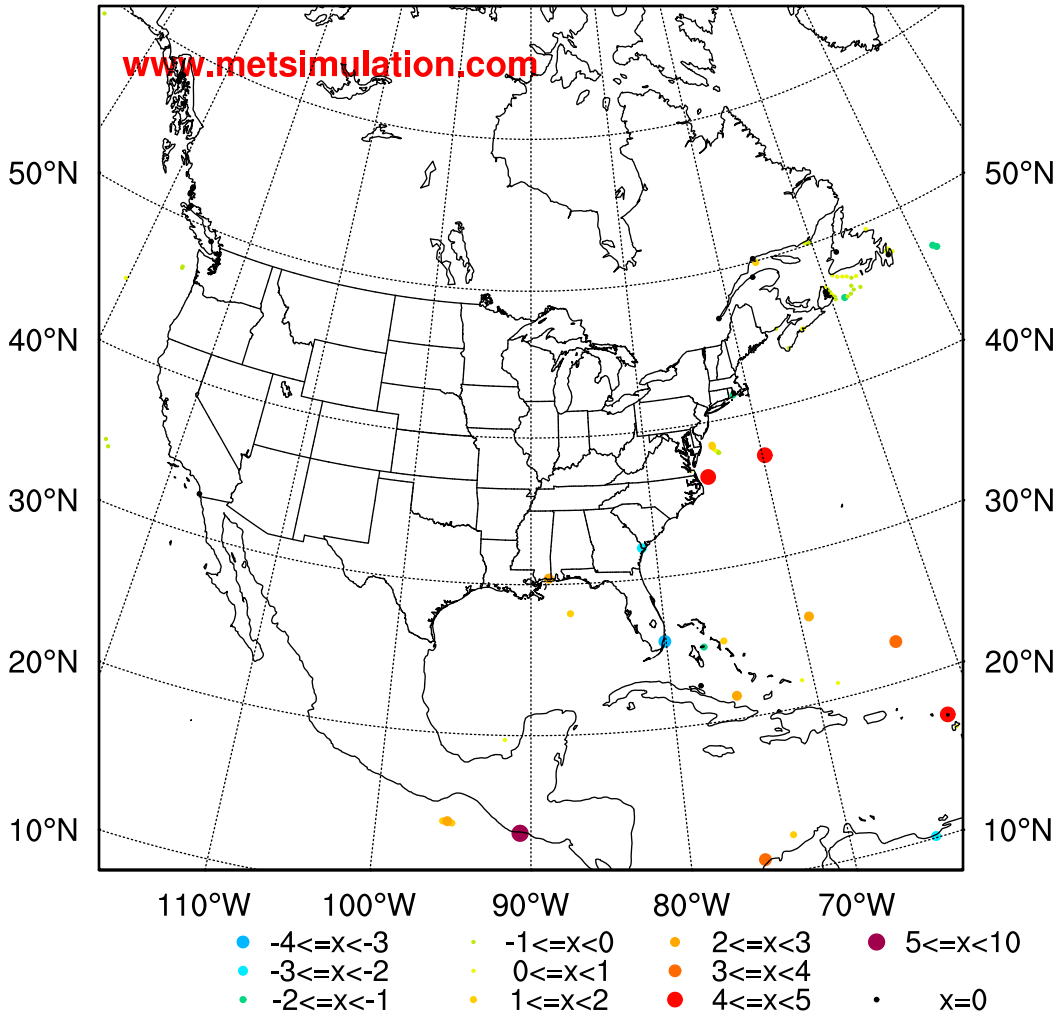 www.metsimulation.com
50°N 50°N
40°N 40°N
30°N 30°N
20°N 20°N
10°N 10°N
110°W 100°W 90°W 80°W 70°W
-4<=x<-3 -1<=x<0 2<=x<3 5<=x<10
-3<=x<-2 0<=x<1 3<=x<4
-2<=x<-1 1<=x<2 4<=x<5 x=0